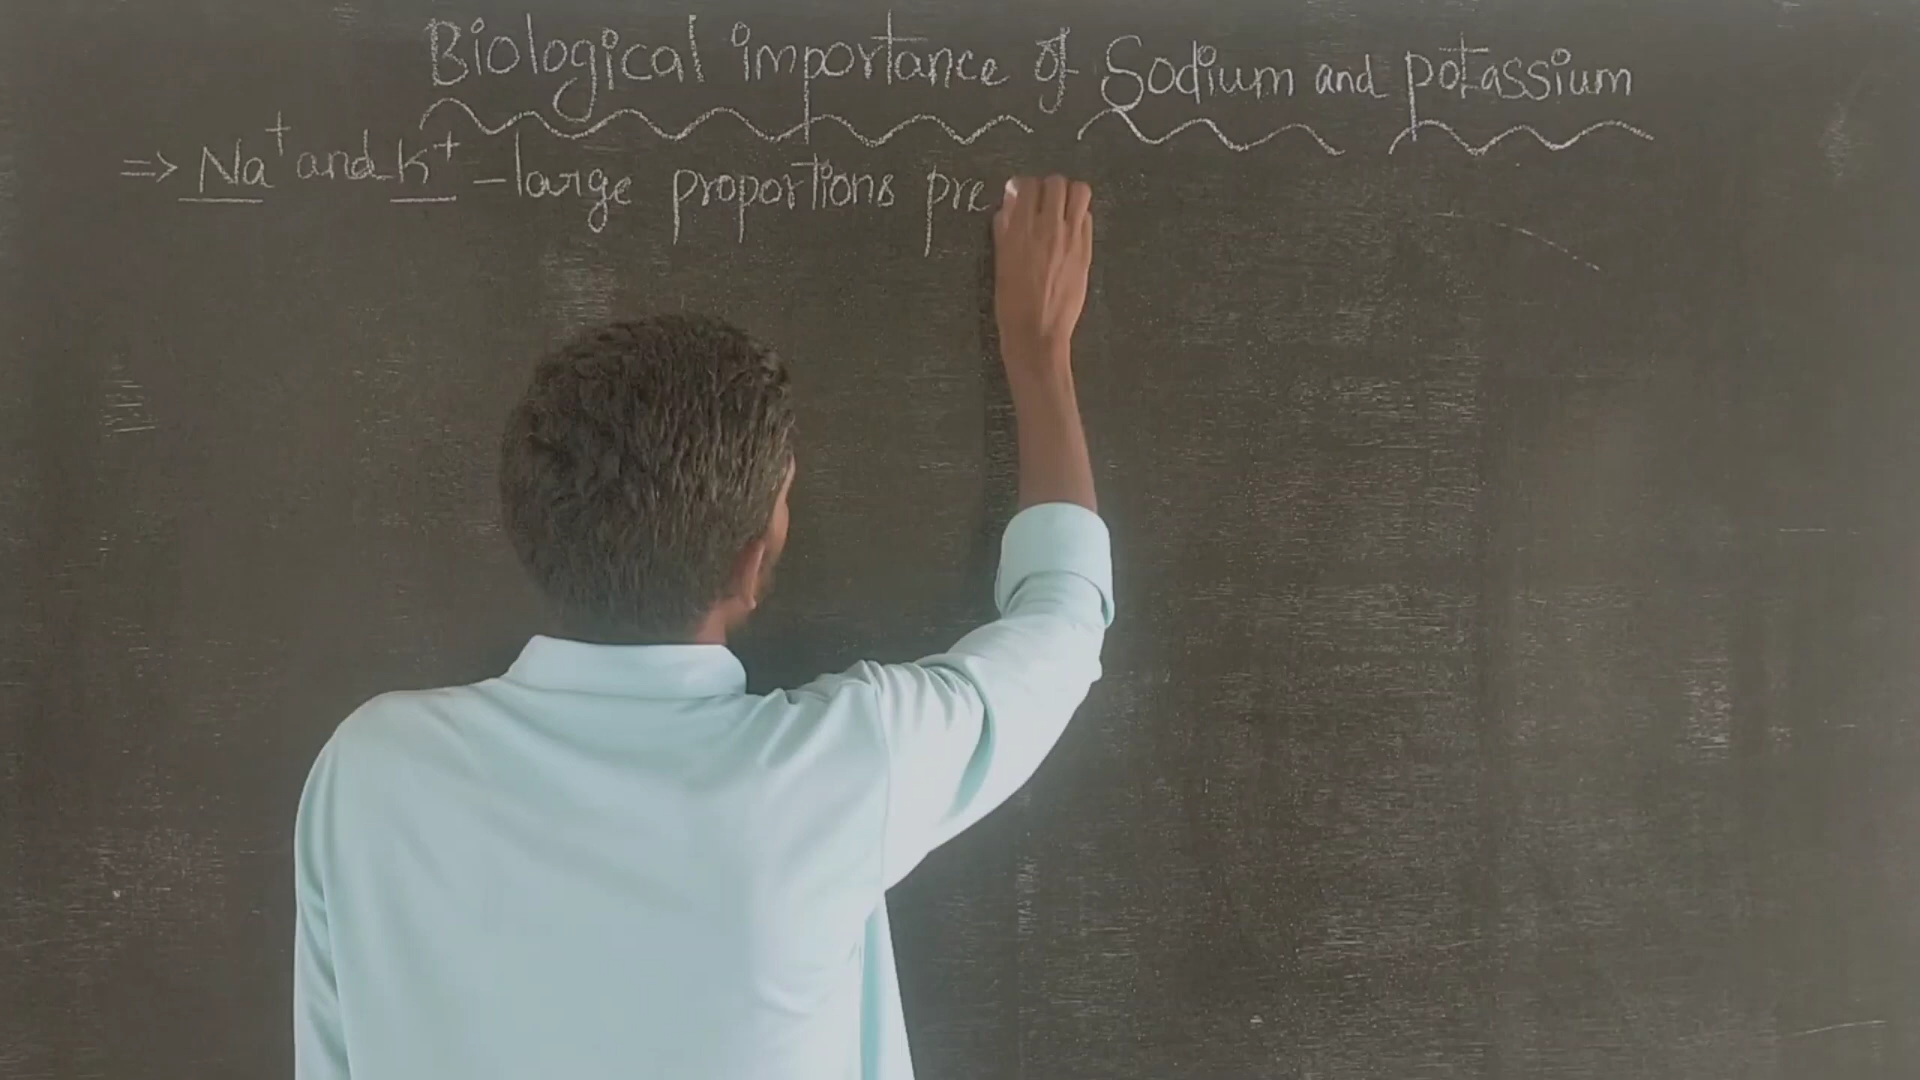 Biological importance of Sodium and potassium
=> Na⁺ and K⁺ - large proportions pre